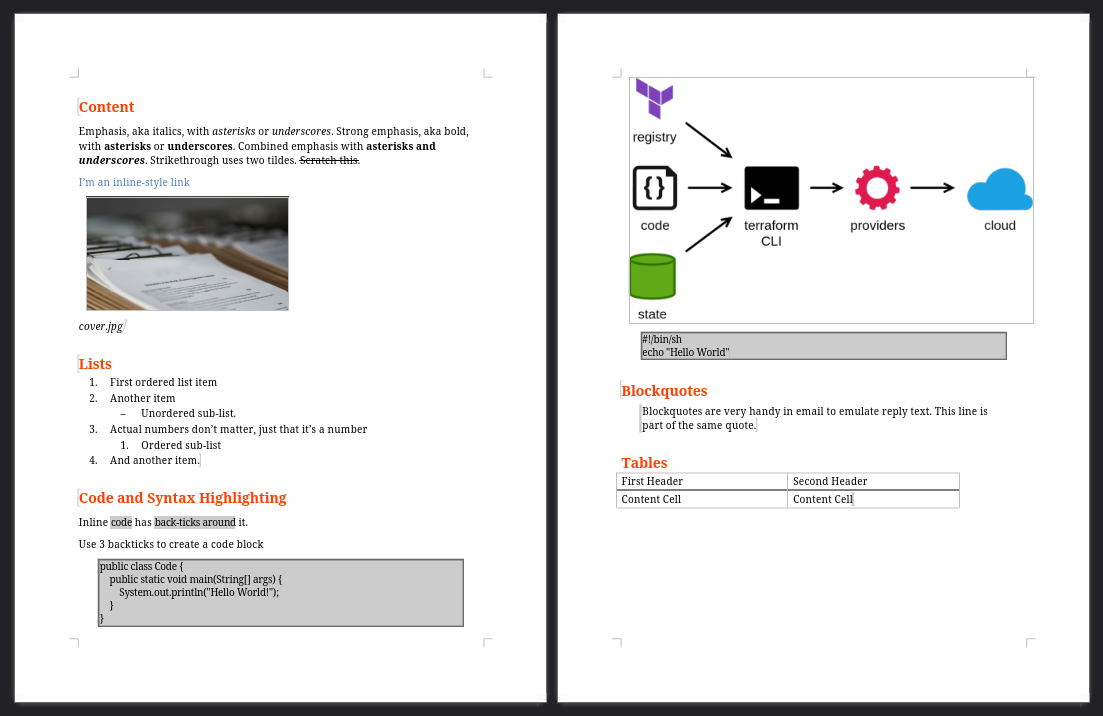 Content
Emphasis, aka italics, with asterisks or underscores. Strong emphasis, aka bold,
with asterisks or underscores. Combined emphasis with asterisks and
underscores. Strikethrough uses two tildes. Scratch this.
I'm an inline-style link
cover.jpg
Lists
1. First ordered list item
2. Another item
– Unordered sub-list.
3. Actual numbers don't matter, just that it's a number
1. Ordered sub-list
4. And another item.
Code and Syntax Highlighting
Inline code has back-ticks around it.
Use 3 backticks to create a code block
public class Code {
    public static void main(String[] args) {
        System.out.println("Hello World!");
    }
}
registry
code
terraform
CLI
providers
cloud
state
#!/bin/sh
echo "Hello World"
Blockquotes
Blockquotes are very handy in email to emulate reply text. This line is
part of the same quote.
Tables
First Header Second Header
Content Cell Content Cell